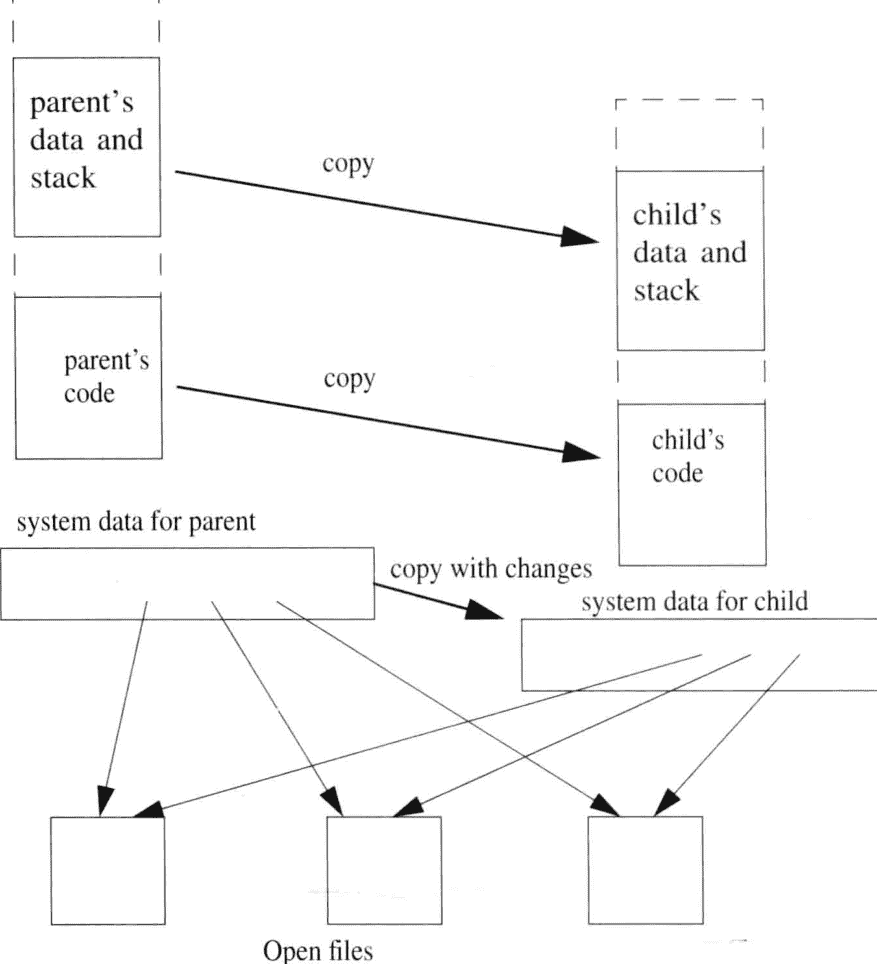 parent's
data and
stack
copy
child's
data and
stack
parent's
code
copy
child's
code
system data for parent
copy with changes
system data for child
Open files